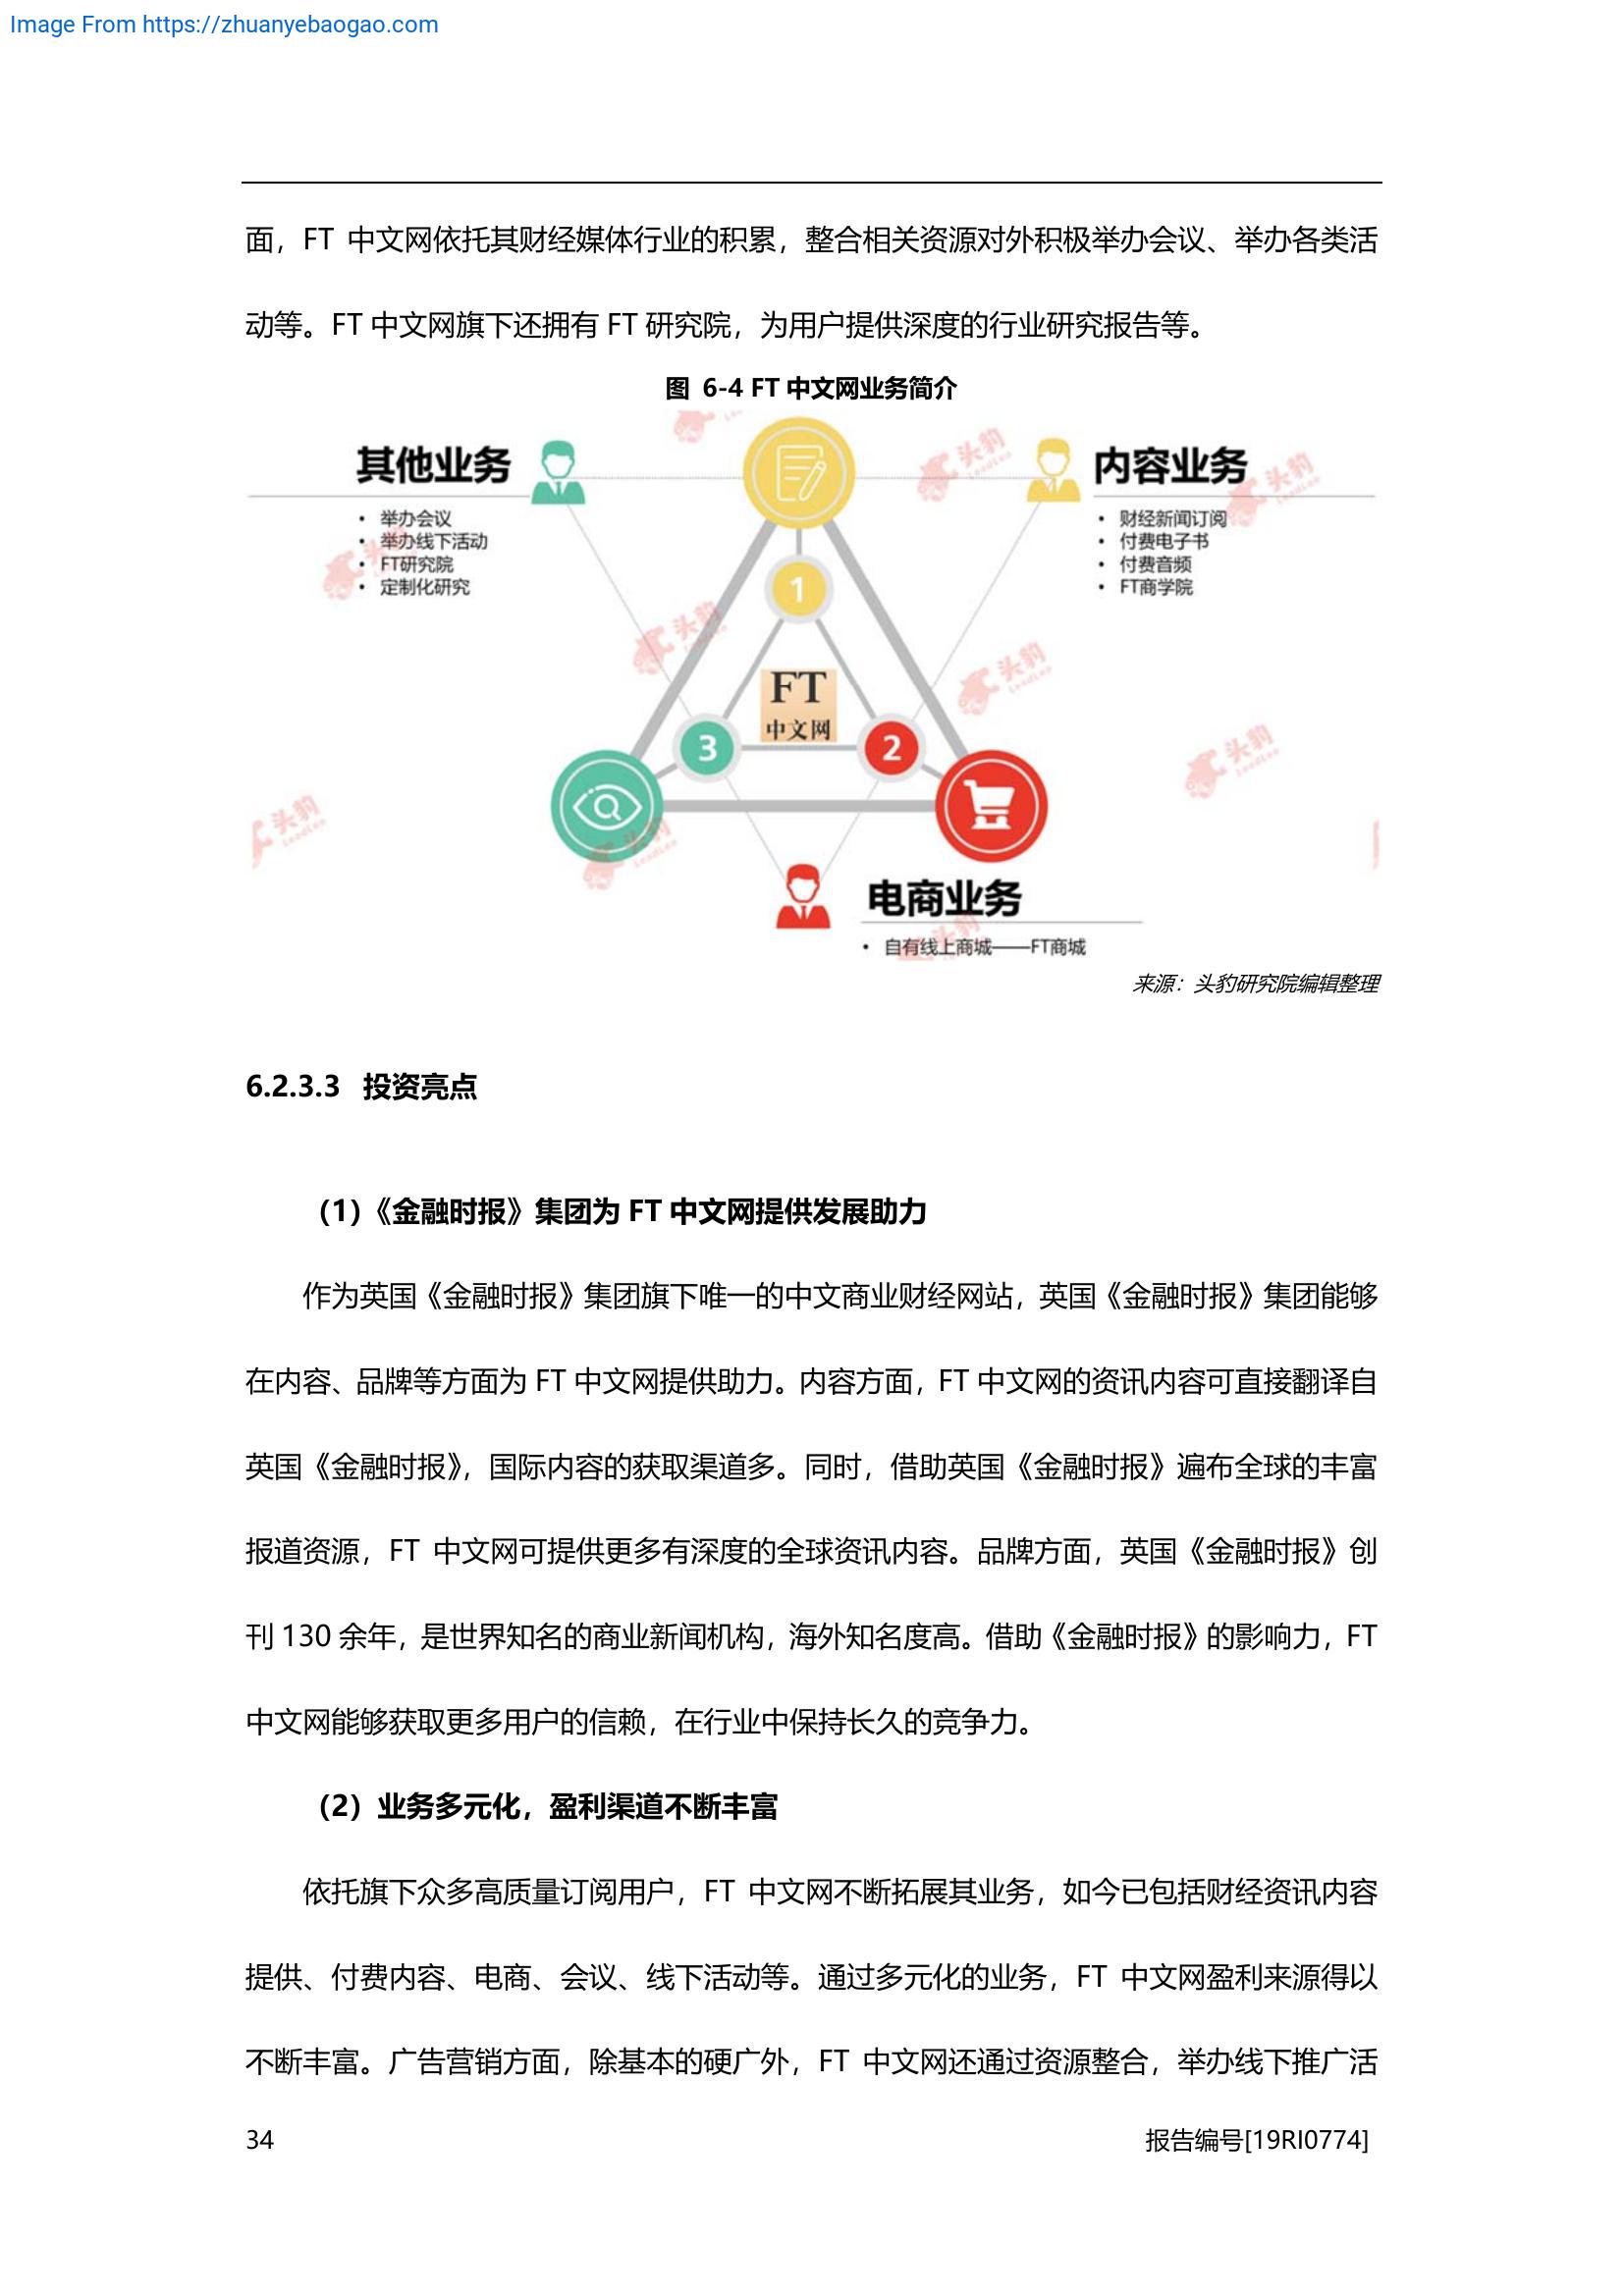 Image From https://zhuanyebaogao.com
面，FT 中文网依托其财经媒体行业的积累，整合相关资源对外积极举办会议、举办各类活
动等。FT 中文网旗下还拥有 FT 研究院，为用户提供深度的行业研究报告等。
图 6-4 FT 中文网业务简介
其他业务
• 举办会议
• 举办线下活动
• FT研究院
• 定制化研究
内容业务
• 财经新闻订阅
• 付费电子书
• 付费音频
• FT商学院
1
FT
中文网
3
2
电商业务
• 自有线上商城——FT商城
头豹
LeadLeo
来源：头豹研究院编辑整理
6.2.3.3 投资亮点
（1）《金融时报》集团为 FT 中文网提供发展助力
作为英国《金融时报》集团旗下唯一的中文商业财经网站，英国《金融时报》集团能够
在内容、品牌等方面为 FT 中文网提供助力。内容方面，FT 中文网的资讯内容可直接翻译自
英国《金融时报》，国际内容的获取渠道多。同时，借助英国《金融时报》遍布全球的丰富
报道资源，FT 中文网可提供更多有深度的全球资讯内容。品牌方面，英国《金融时报》创
刊 130 余年，是世界知名的商业新闻机构，海外知名度高。借助《金融时报》的影响力，FT
中文网能够获取更多用户的信赖，在行业中保持长久的竞争力。
（2）业务多元化，盈利渠道不断丰富
依托旗下众多高质量订阅用户，FT 中文网不断拓展其业务，如今已包括财经资讯内容
提供、付费内容、电商、会议、线下活动等。通过多元化的业务，FT 中文网盈利来源得以
不断丰富。广告营销方面，除基本的硬广外，FT 中文网还通过资源整合，举办线下推广活
34
报告编号[19RI0774]